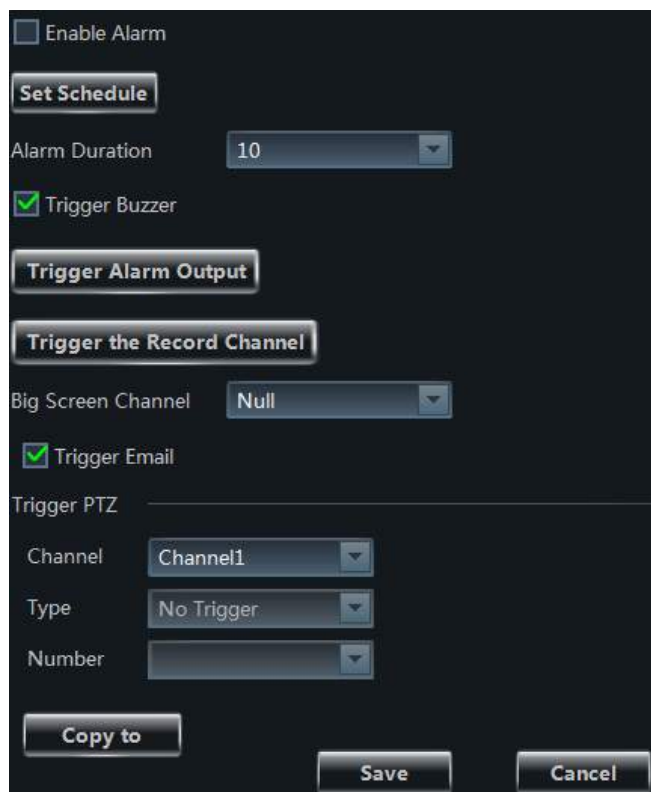 Enable Alarm
Set Schedule
Alarm Duration 10
Trigger Buzzer
Trigger Alarm Output
Trigger the Record Channel
Big Screen Channel Null
Trigger Email
Trigger PTZ
Channel Channel1
Type No Trigger
Number
Copy to
Save Cancel